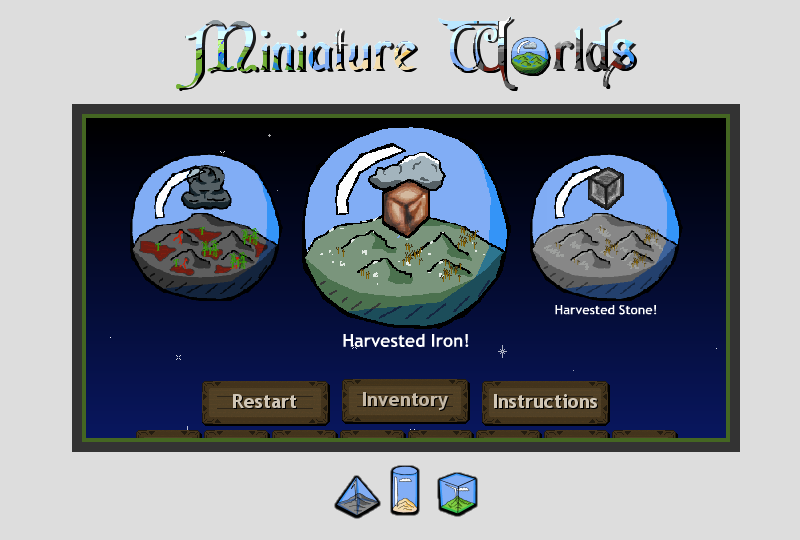 Miniature Worlds
Harvested Stone!
Harvested Iron!
Restart
Inventory
Instructions